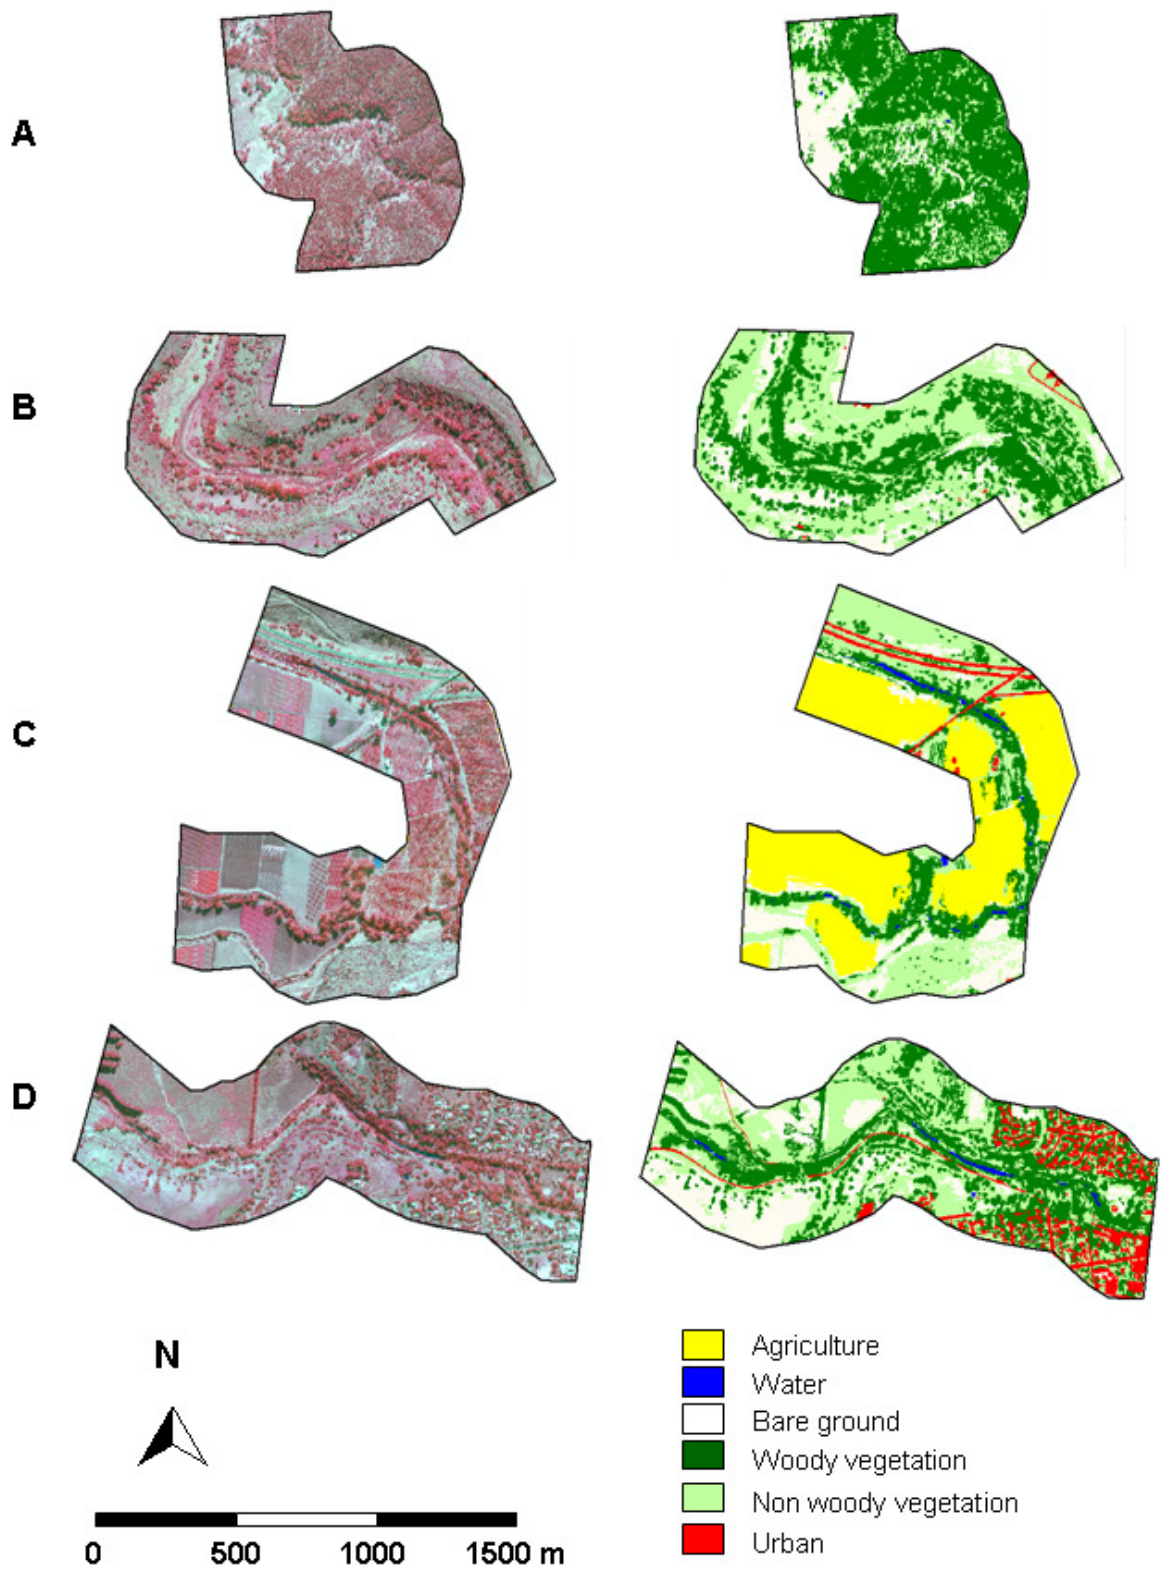 A
B
C
D
N
0 500 1000 1500 m
Agriculture
Water
Bare ground
Woody vegetation
Non woody vegetation
Urban